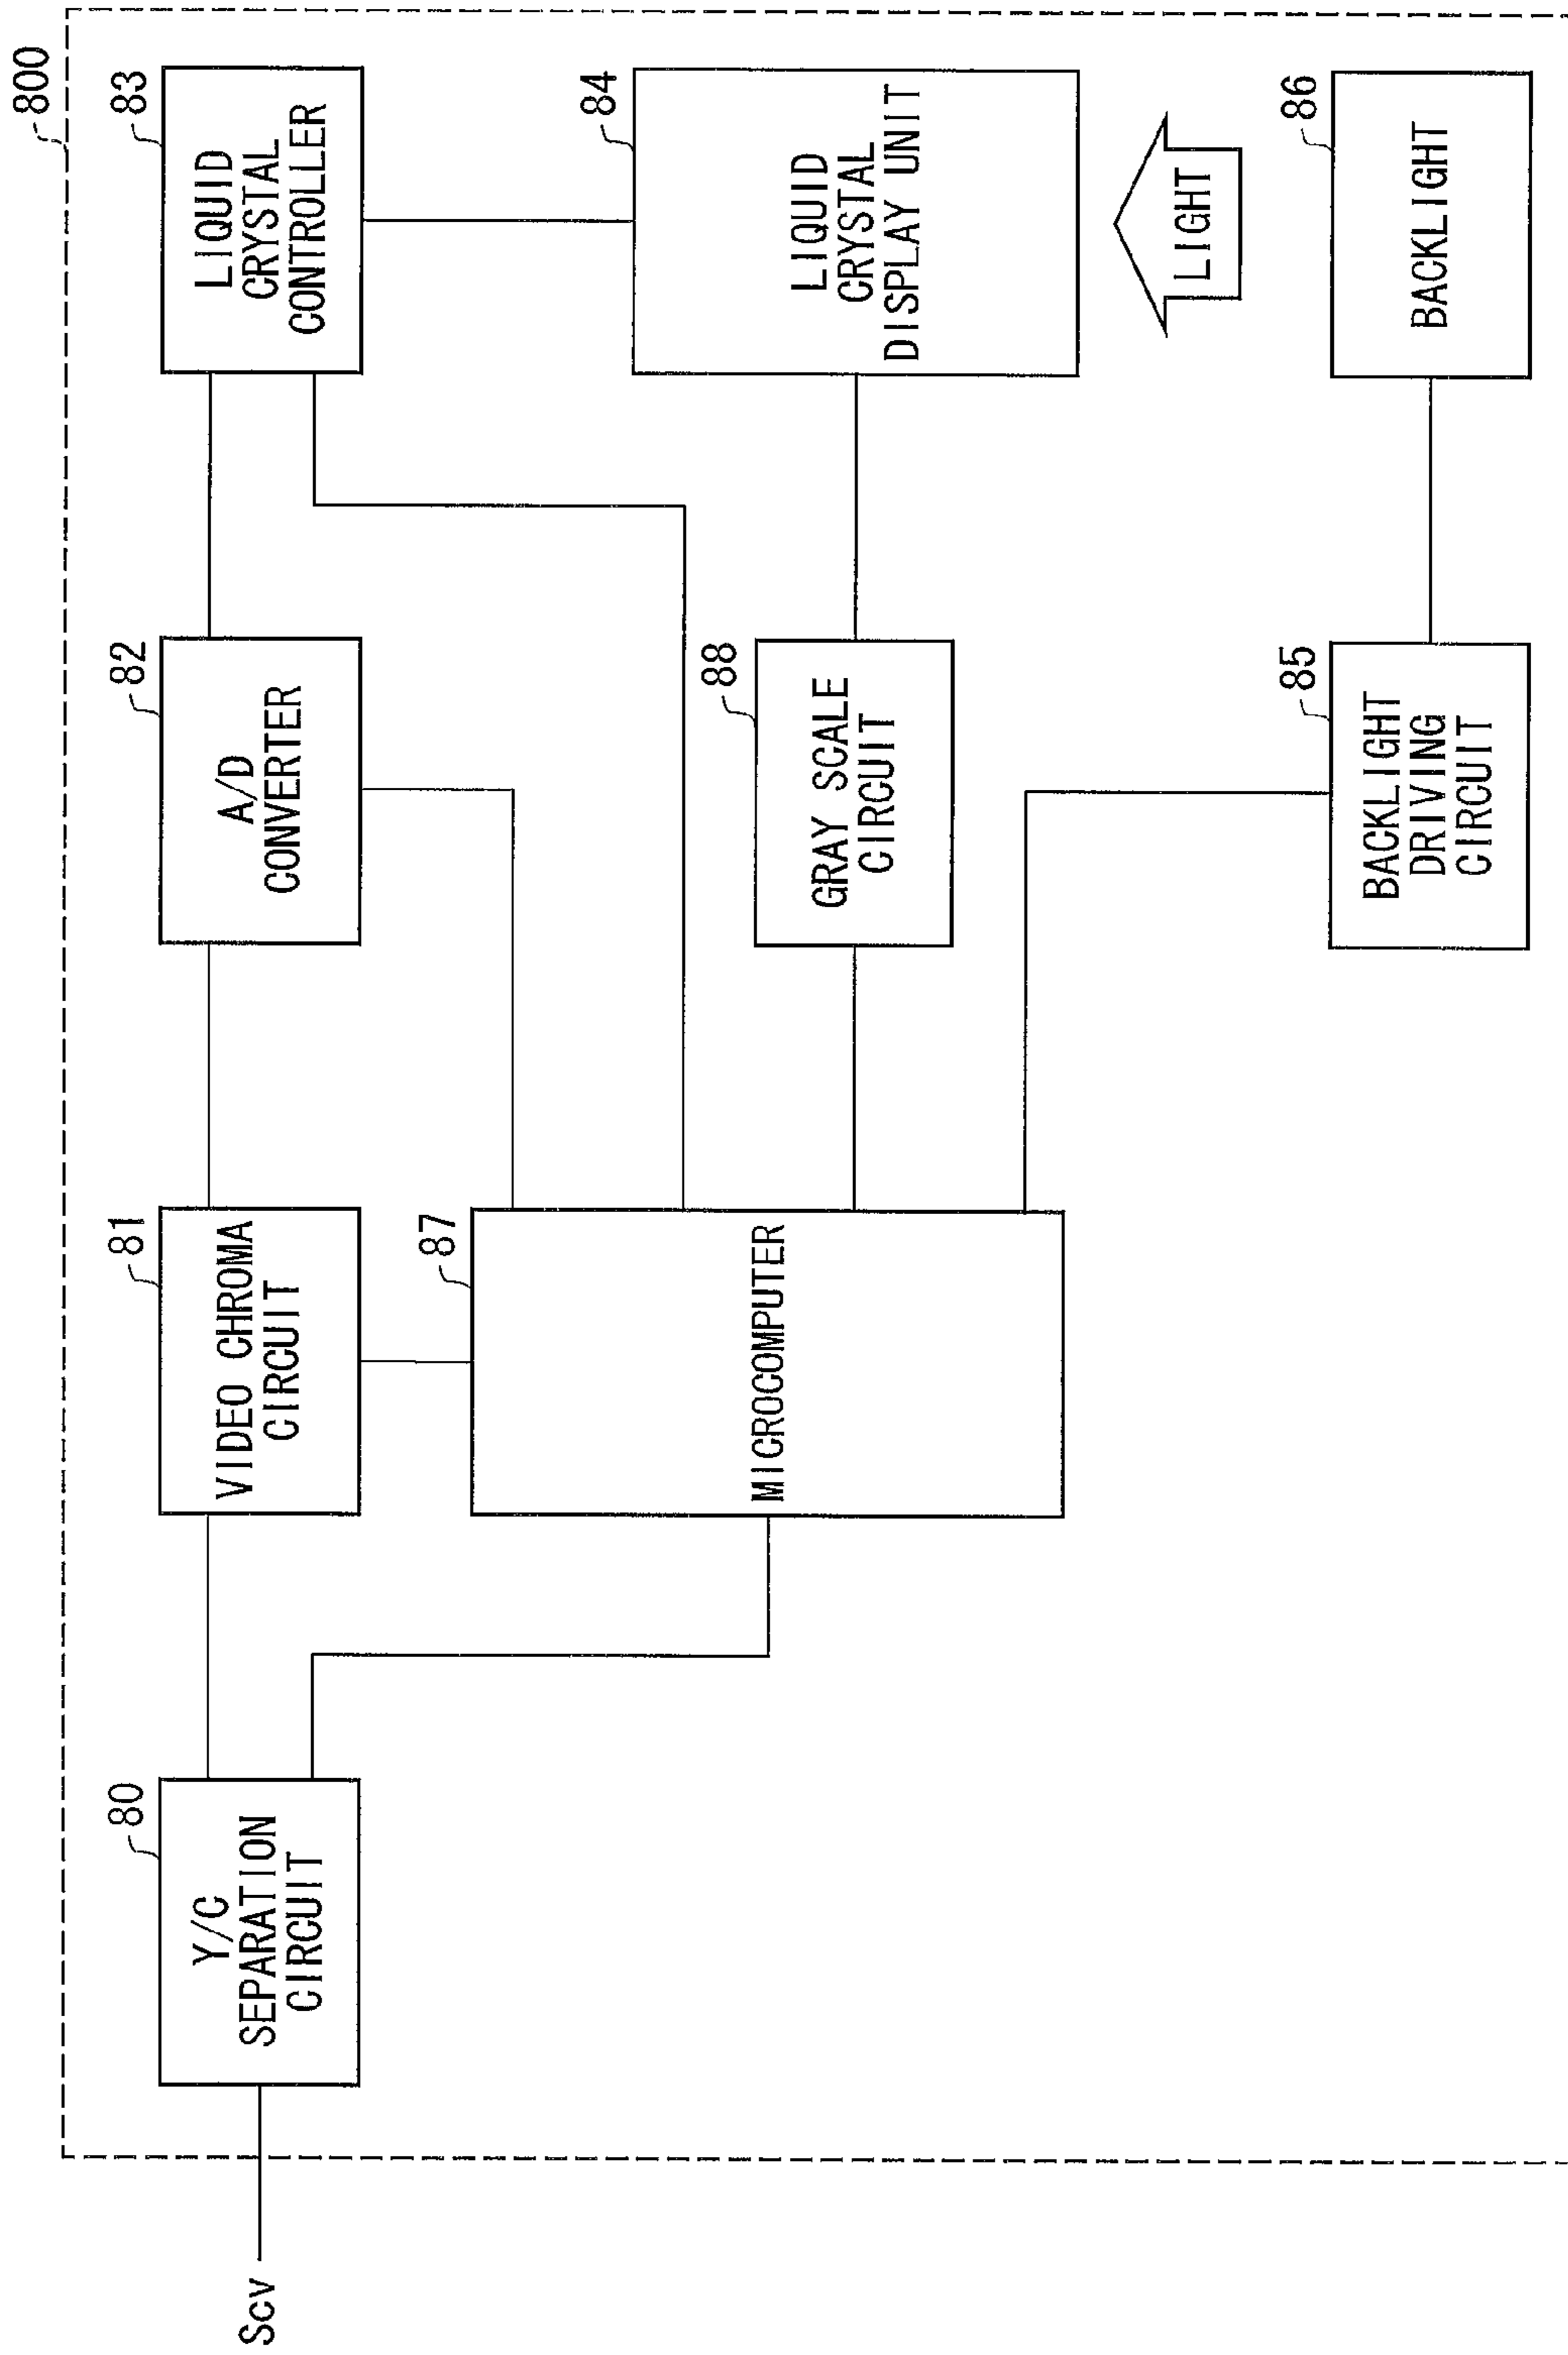 800
80
Y/C
SEPARATION
CIRCUIT
81
VIDEO CHROMA
CIRCUIT
82
A/D
CONVERTER
83
LIQUID
CRYSTAL
CONTROLLER
Scv
87
MICROCOMPUTER
88
GRAY SCALE
CIRCUIT
84
LIQUID
CRYSTAL
DISPLAY UNIT
LIGHT
85
BACKLIGHT
DRIVING
CIRCUIT
86
BACKLIGHT